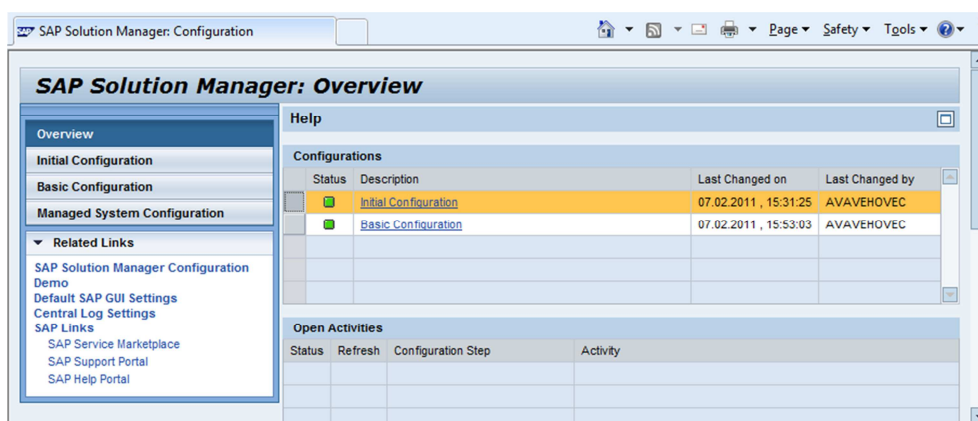 SAP Solution Manager: Configuration
Page Safety Tools
SAP Solution Manager: Overview
Overview
Initial Configuration
Basic Configuration
Managed System Configuration
Related Links
SAP Solution Manager Configuration
Demo
Default SAP GUI Settings
Central Log Settings
SAP Links
SAP Service Marketplace
SAP Support Portal
SAP Help Portal
Help
Configurations
Status Description Last Changed on Last Changed by
Initial Configuration 07.02.2011 , 15:31:25 AVAVEHOVEC
Basic Configuration 07.02.2011 , 15:53:03 AVAVEHOVEC
Open Activities
Status Refresh Configuration Step Activity